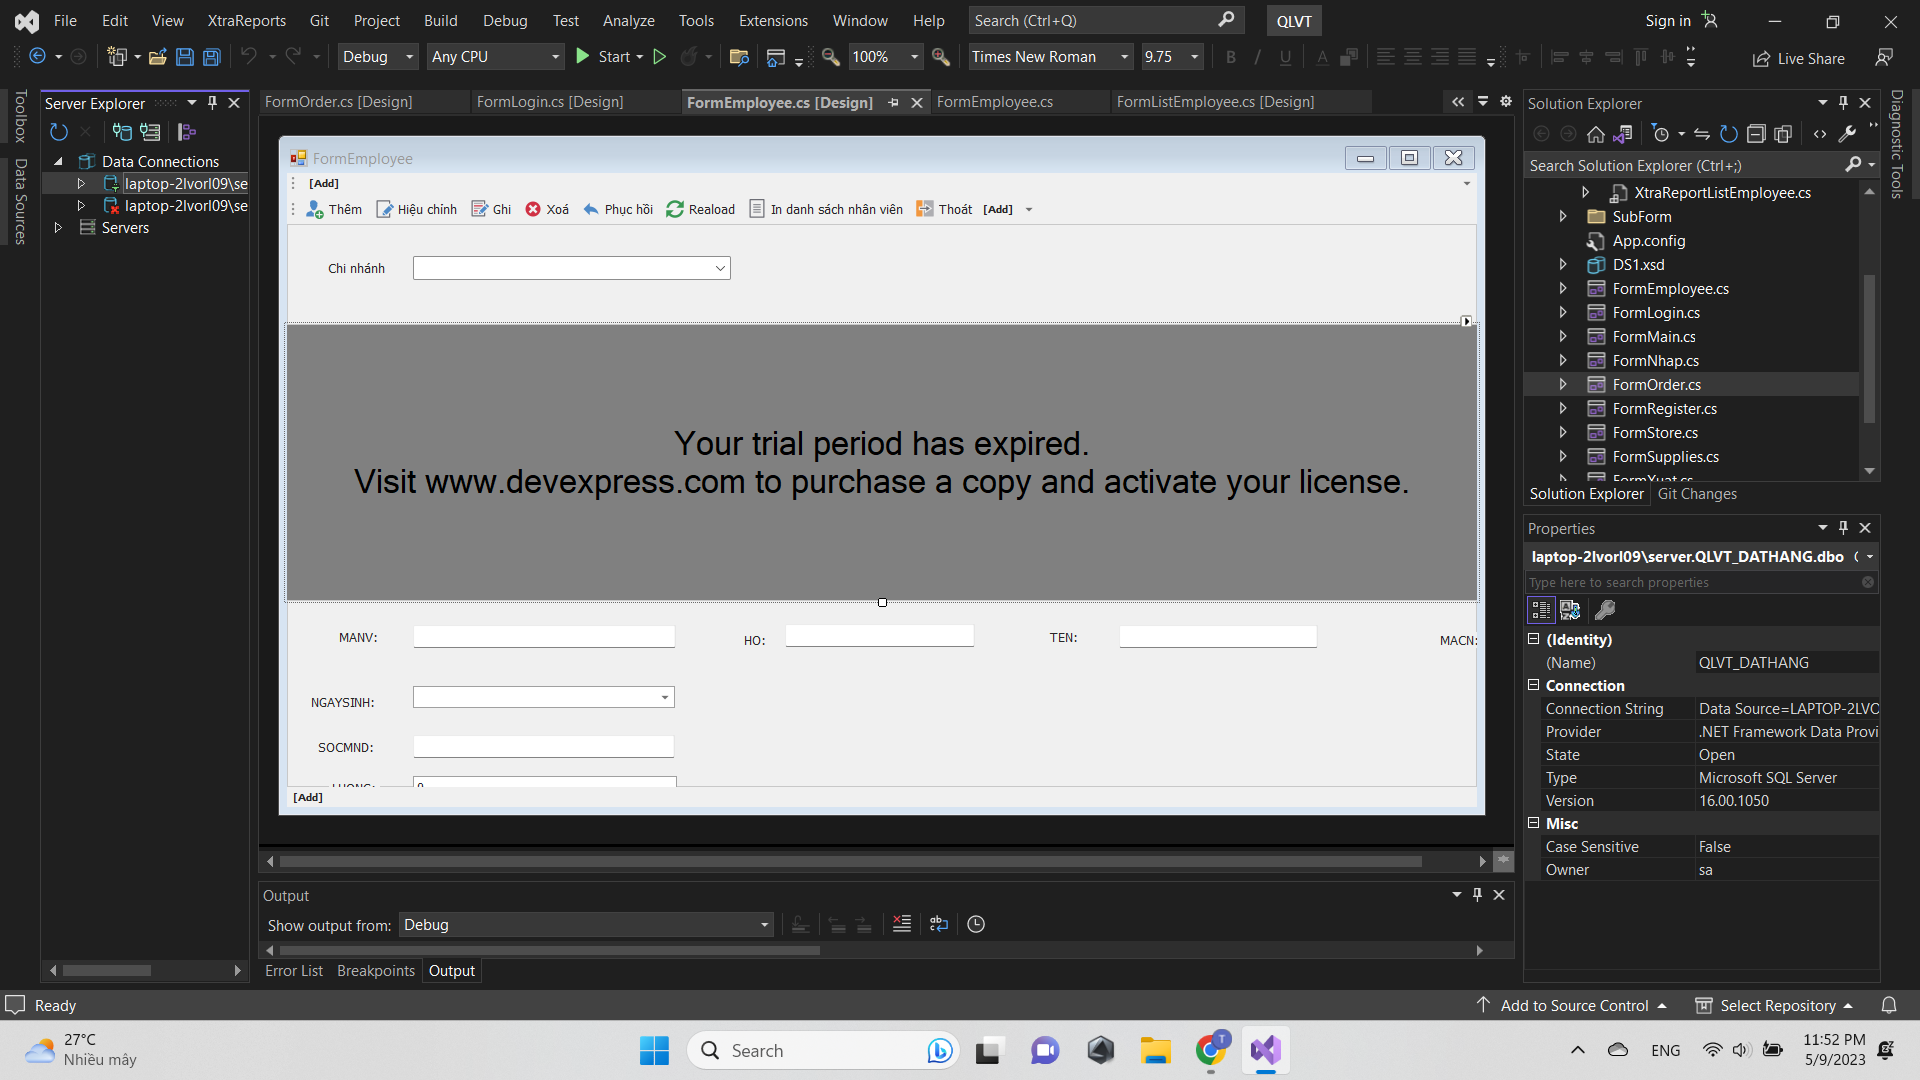 File Edit View XtraReports Git Project Build Debug Test Analyze Tools Extensions Window Help Search (Ctrl+Q) QLVT Sign in
Debug Any CPU Start 100% Times New Roman 9.75 Live Share
Toolbox
Data Sources
Server Explorer
Data Connections
laptop-2lvorl09\se
laptop-2lvorl09\se
Servers
FormOrder.cs [Design] FormLogin.cs [Design] FormEmployee.cs [Design] FormEmployee.cs FormListEmployee.cs [Design]
FormEmployee
[Add]
Thêm Hiệu chỉnh Ghi Xoá Phục hồi Reaload In danh sách nhân viên Thoát [Add]
Chi nhánh
Your trial period has expired.
Visit www.devexpress.com to purchase a copy and activate your license.
MANV: HO: TEN: MACN:
NGAYSINH:
SOCMND:
[Add]
Output
Show output from: Debug
Error List Breakpoints Output
Solution Explorer
Search Solution Explorer (Ctrl+;)
XtraReportListEmployee.cs
SubForm
App.config
DS1.xsd
FormEmployee.cs
FormLogin.cs
FormMain.cs
FormNhap.cs
FormOrder.cs
FormRegister.cs
FormStore.cs
FormSupplies.cs
FormXuat.cs
Solution Explorer Git Changes
Properties
laptop-2lvorl09\server.QLVT_DATHANG.dbo
Type here to search properties
(Identity)
(Name) QLVT_DATHANG
Connection
Connection String Data Source=LAPTOP-2LVO
Provider .NET Framework Data Provi
State Open
Type Microsoft SQL Server
Version 16.00.1050
Misc
Case Sensitive False
Owner sa
Diagnostic Tools
Ready Add to Source Control Select Repository
27°C
Nhiều mây
Search
ENG
11:52 PM
5/9/2023